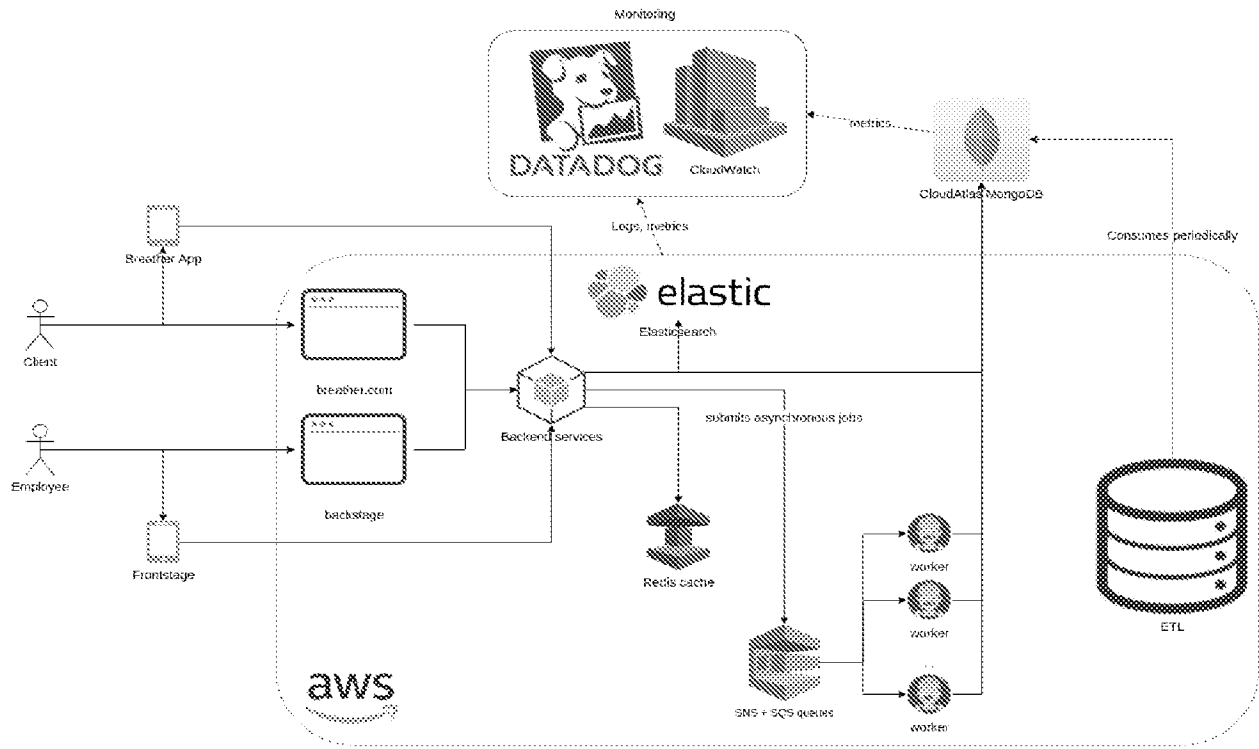 Monitoring
DATADOG
CloudWatch
metrics
CloudAtlas MongoDB
Logs, metrics
Consumes periodically
Breather App
elastic
Elasticsearch
Client
breather.com
submits asynchronous jobs
Backend services
Employee
backstage
Frontstage
Redis cache
worker
worker
ETL
...
aws
SNS + SQS queues
worker